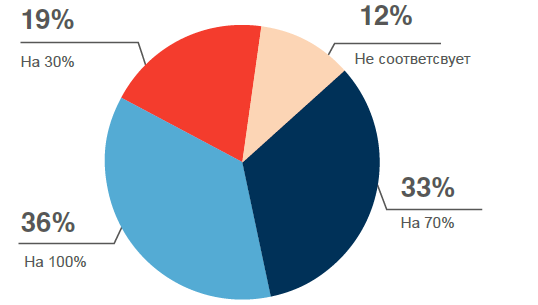 19%
На 30%
12%
Не соответсвует
33%
На 70%
36%
На 100%